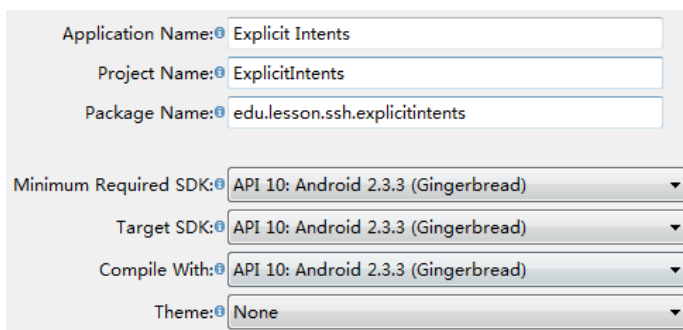 Application Name: Explicit Intents
Project Name: ExplicitIntents
Package Name: edu.lesson.ssh.explicitintents
Minimum Required SDK: API 10: Android 2.3.3 (Gingerbread)
Target SDK: API 10: Android 2.3.3 (Gingerbread)
Compile With: API 10: Android 2.3.3 (Gingerbread)
Theme: None